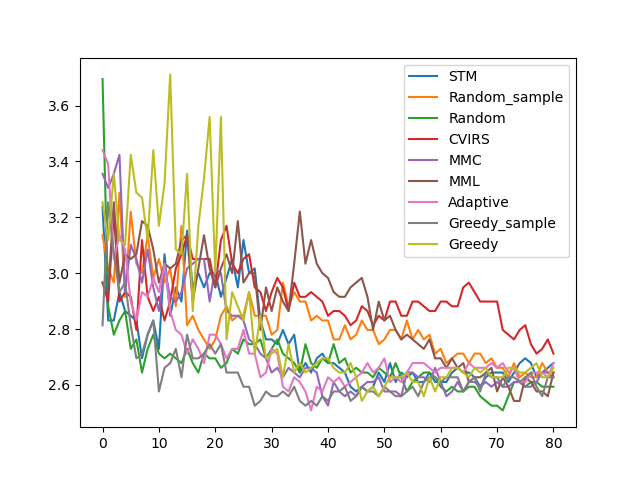 STM
Random_sample
Random
CVIRS
MMC
MML
Adaptive
Greedy_sample
Greedy
3.6
3.4
3.2
3.0
2.8
2.6
0 10 20 30 40 50 60 70 80